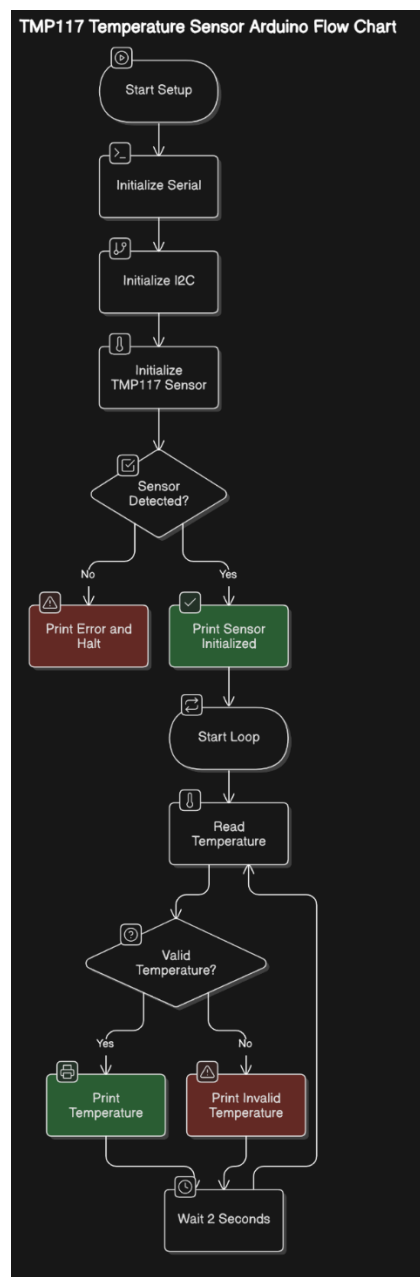 TMP117 Temperature Sensor Arduino Flow Chart
Start Setup
Initialize Serial
Initialize I2C
Initialize
TMP117 Sensor
Sensor
Detected?
No
Yes
Print Error and
Halt
Print Sensor
Initialized
Start Loop
Read
Temperature
Valid
Temperature?
Yes
No
Print
Temperature
Print Invalid
Temperature
Wait 2 Seconds